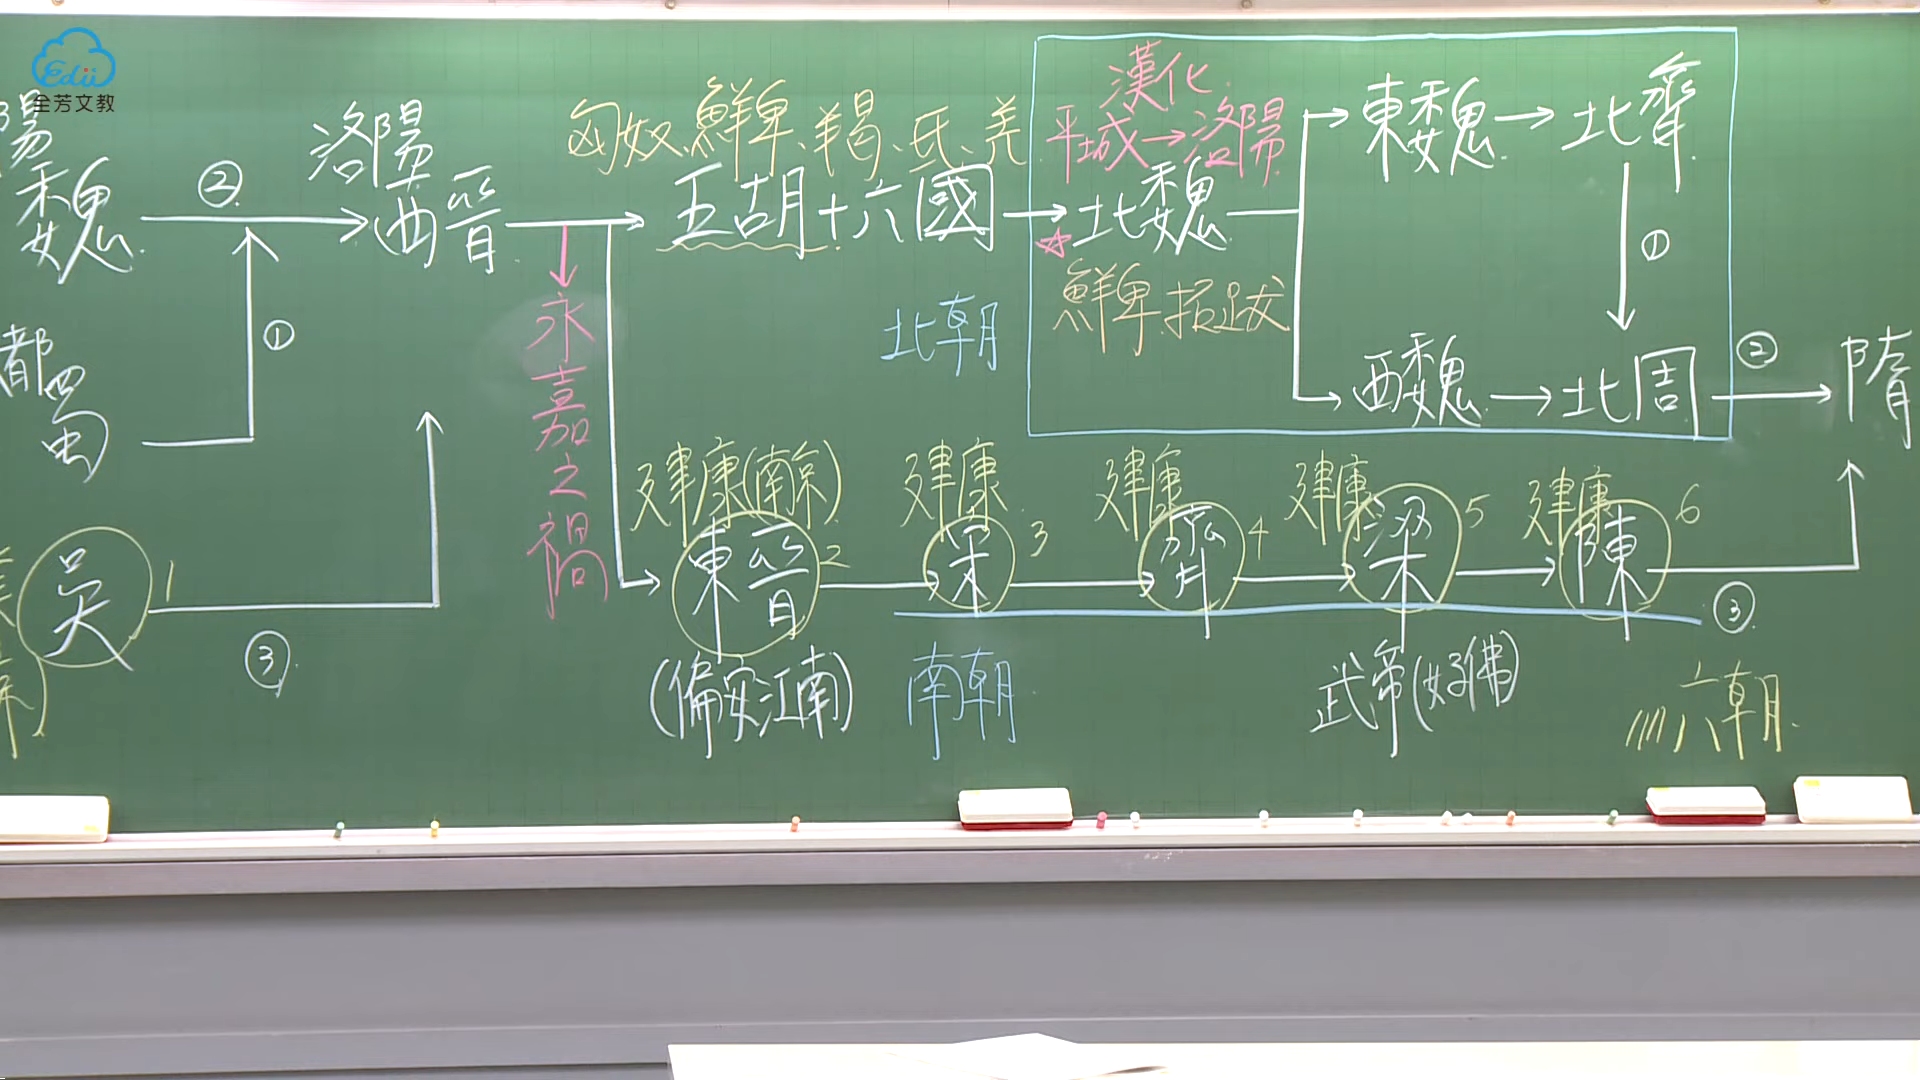 Edii
全芳文教
陽
魏
②
洛陽
西晉
匈奴、鮮卑、羯、氐、羌
五胡十六國
漢化
平城→洛陽
北魏
鮮卑拓跋
東魏
北齊
①
西魏
北周
②
隋
北朝
都
蜀
①
永嘉之禍
吳
1
③
建康(南京)
東晉
2
(偏安江南)
建康
宋
3
建康
齊
4
建康
梁
5
武帝(好佛)
建康
陳
6
③
南朝
六朝